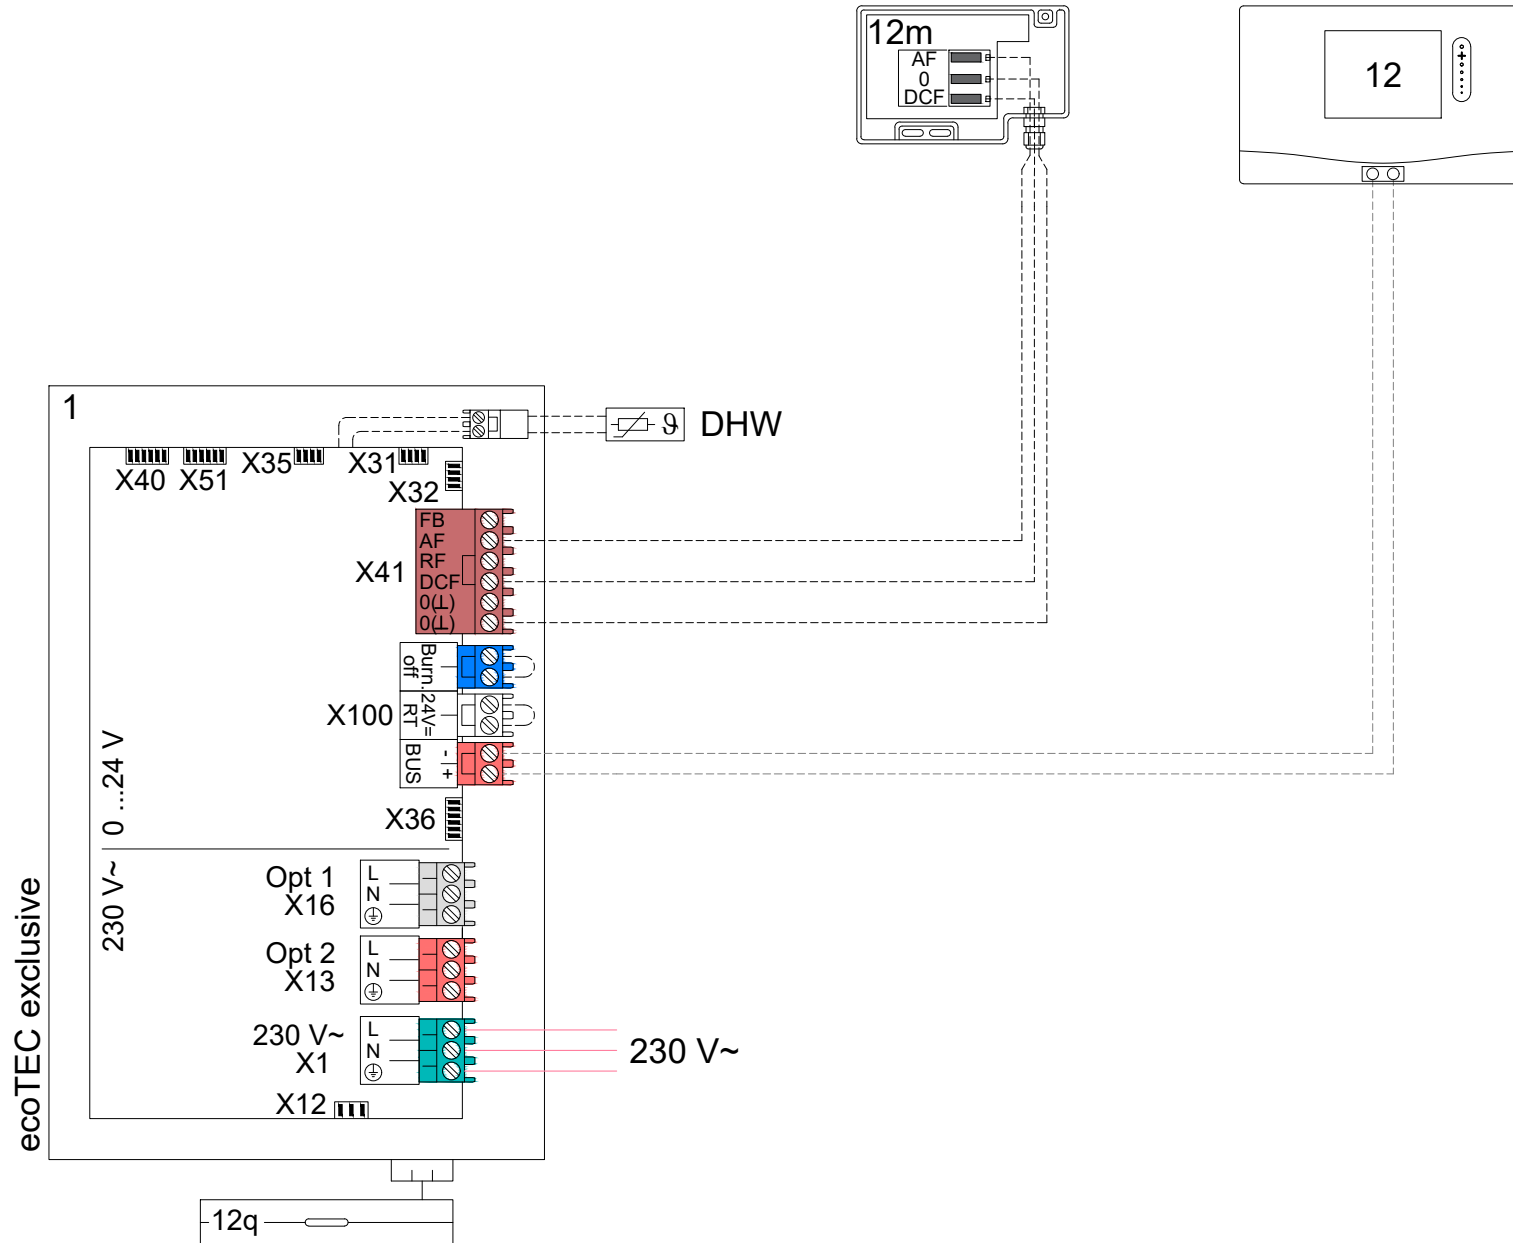 12m
AF
0
DCF
12
1
DHW
X40
X51
X35
X31
X32
X41
FB
AF
RF
DCF
0(⊥)
0(⊥)
Burn.
off
X100
24V=
RT
BUS
-
+
X36
0 ...24 V
230 V~
ecoTEC exclusive
Opt 1
X16
L
N
Opt 2
X13
L
N
230 V~
X1
L
N
230 V~
X12
12q